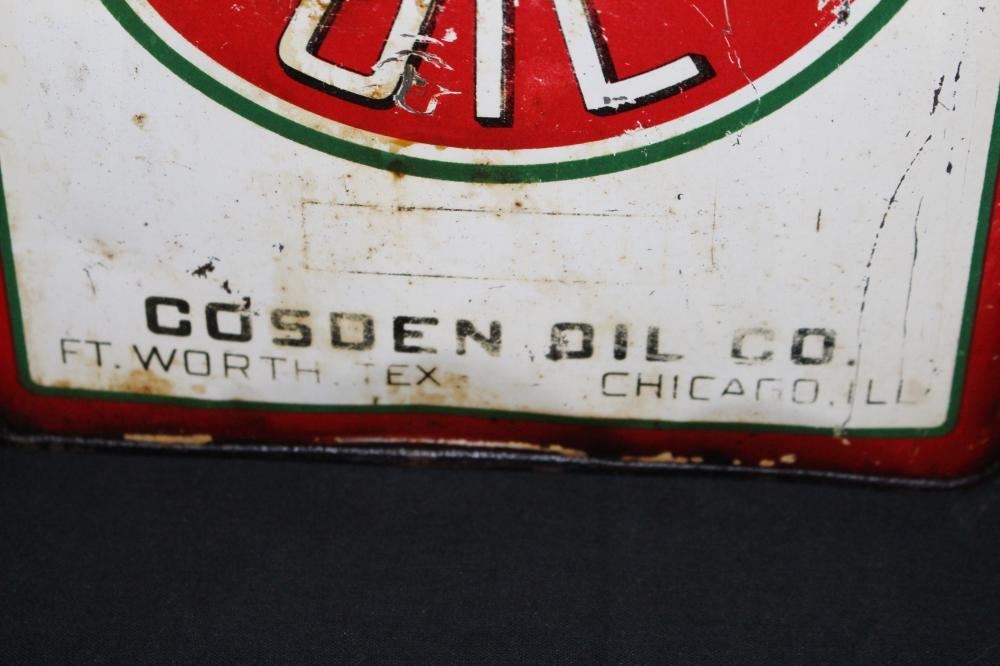 OIL
COSDEN OIL CO.
FT. WORTH. TEX CHICAGO, ILL